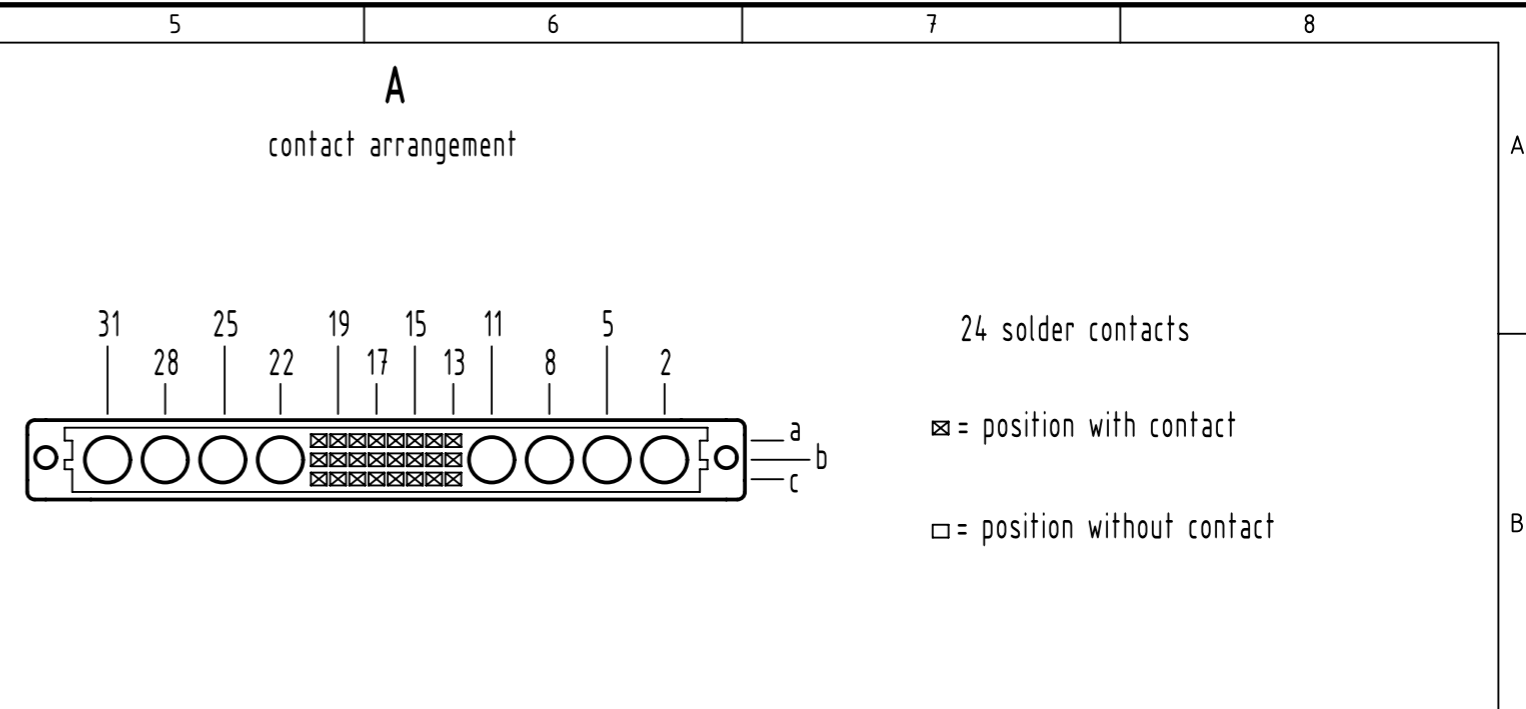 5 6 7 8
A
contact arrangement
A
31 25 19 15 11 5
28 22 17 13 8 2
24 solder contacts
a
b
c
= position with contact
= position without contact
B